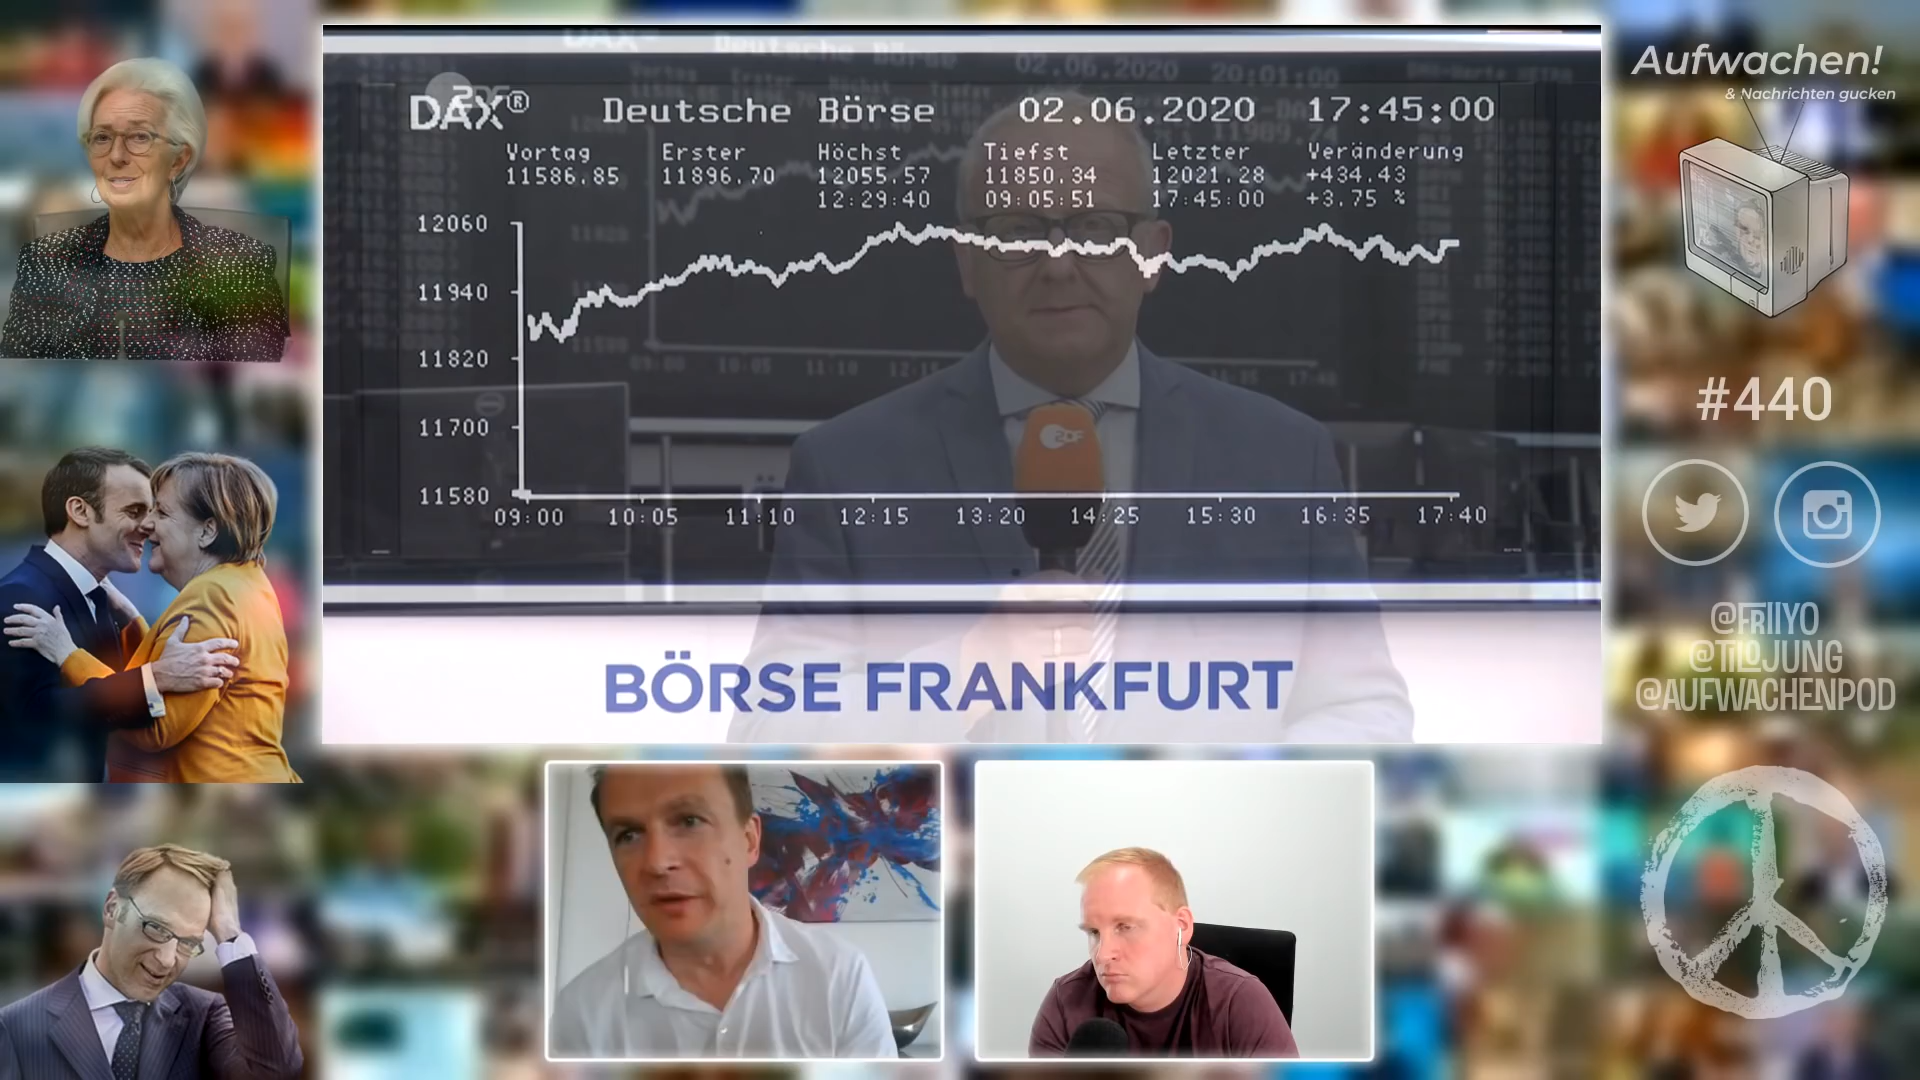 Aufwachen!
& Nachrichten gucken
#440
@FRIIYO
@TILOJUNG
@AUFWACHENPOD
DAX® Deutsche Börse 02.06.2020 17:45:00
Vortag Erster Höchst Tiefst Letzter Veränderung
11586.85 11896.70 12055.57 11850.34 12021.28 +434.43
12:29:40 09:05:51 17:45:00 +3.75 %
12060
11940
11820
11700
11580
09:00 10:05 11:10 12:15 13:20 14:25 15:30 16:35 17:40
ZDF
BÖRSE FRANKFURT